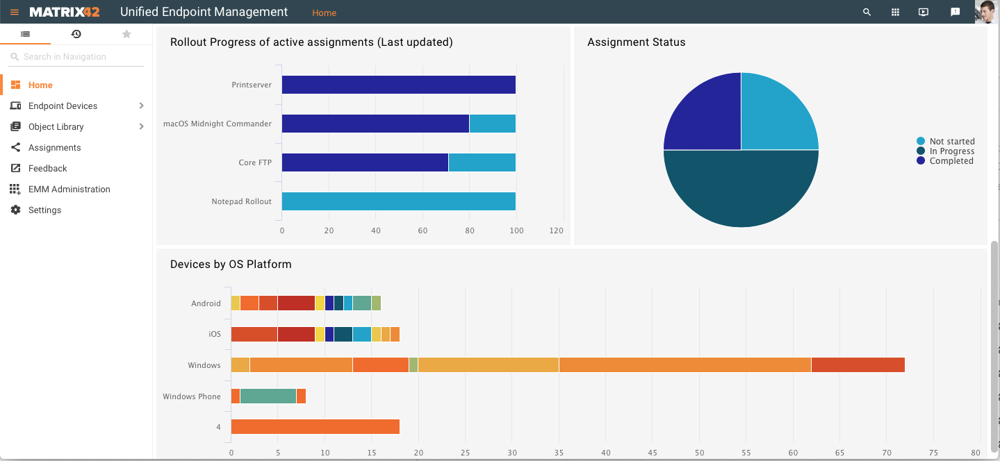 MATRIX42 Unified Endpoint Management Home
Search in Navigation
Home
Endpoint Devices
Object Library
Assignments
Feedback
EMM Administration
Settings
Rollout Progress of active assignments (Last updated)
Printserver
macOS Midnight Commander
Core FTP
Notepad Rollout
0 20 40 60 80 100 120
Assignment Status
Not started
In Progress
Completed
Devices by OS Platform
Android
iOS
Windows
Windows Phone
4
0 5 10 15 20 25 30 35 40 45 50 55 60 65 70 75 80